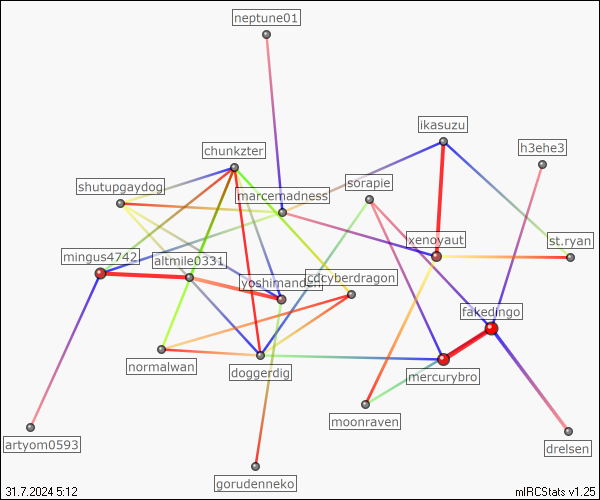 neptune01
ikasuzu
h3ehe3
chunkzter
sorapie
shutupgaydog
marcemadness
xenoyaut
st.ryan
mingus4742
altmile0331
yoshimandan
cdcyberdragon
fakedingo
normalwan
doggerdig
mercurybro
moonraven
artyom0593
drelsen
gorudenneko
31.7.2024 5:12
mIRCStats v1.25